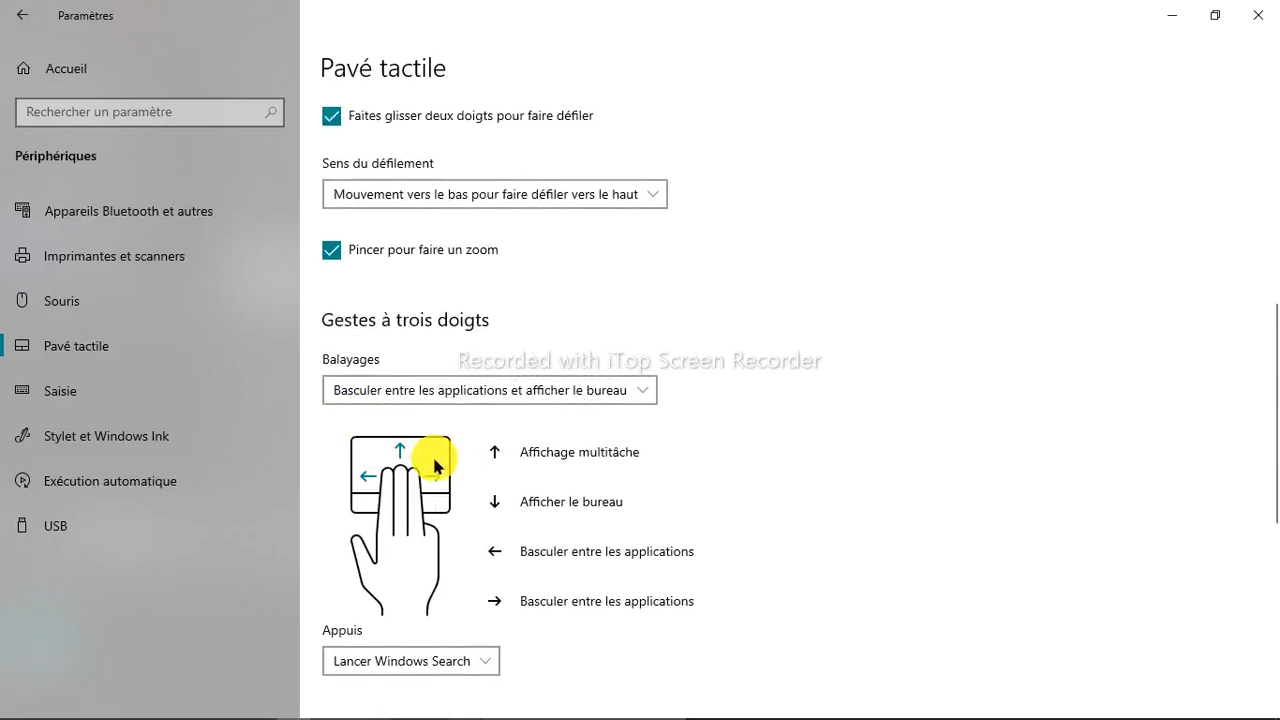 Paramètres
Accueil
Rechercher un paramètre
Périphériques
Appareils Bluetooth et autres
Imprimantes et scanners
Souris
Pavé tactile
Saisie
Stylet et Windows Ink
Exécution automatique
USB
Pavé tactile
Faites glisser deux doigts pour faire défiler
Sens du défilement
Mouvement vers le bas pour faire défiler vers le haut
Pincer pour faire un zoom
Gestes à trois doigts
Balayages
Recorded with iTop Screen Recorder
Basculer entre les applications et afficher le bureau
Affichage multitâche
Afficher le bureau
Basculer entre les applications
Basculer entre les applications
Appuis
Lancer Windows Search